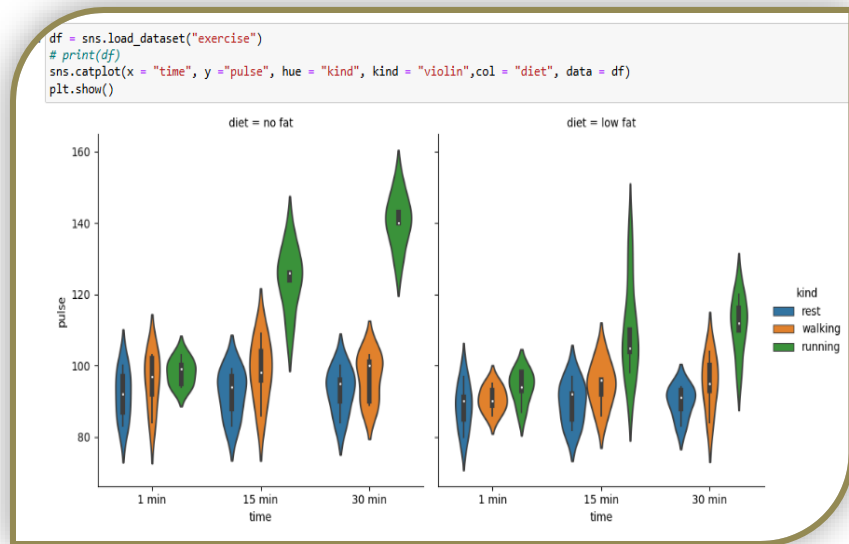 df = sns.load_dataset("exercise")
# print(df)
sns.catplot(x = "time", y ="pulse", hue = "kind", kind = "violin",col = "diet", data = df)
plt.show()
diet = no fat
diet = low fat
160
140
120
100
80
pulse
1 min
15 min
30 min
time
1 min
15 min
30 min
time
kind
rest
walking
running